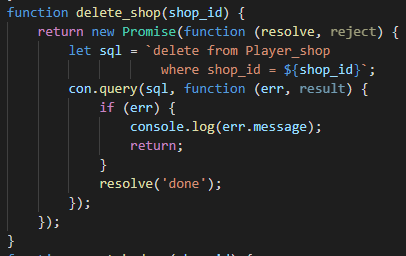 function delete_shop(shop_id) {
    return new Promise(function (resolve, reject) {
        let sql = `delete from Player_shop
                    where shop_id = ${shop_id}`;
        con.query(sql, function (err, result) {
            if (err) {
                console.log(err.message);
                return;
            }
            resolve('done');
        });
    });
}